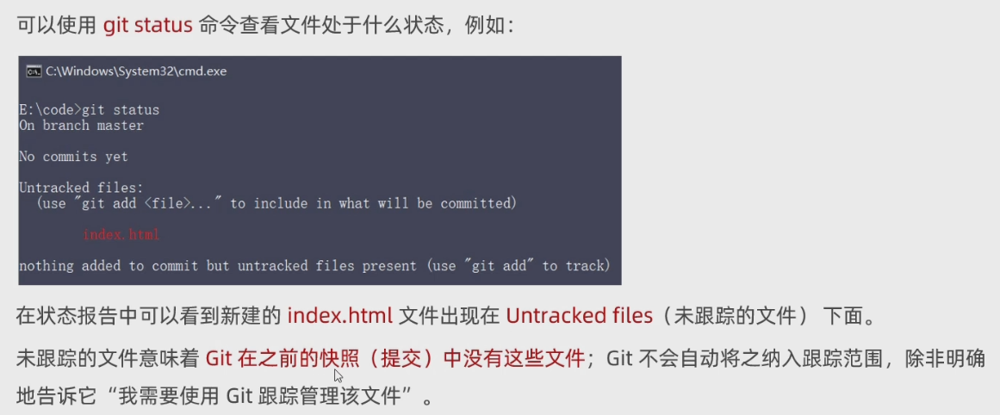 可以使用 git status 命令查看文件处于什么状态，例如：
C:\Windows\System32\cmd.exe
E:\code>git status
On branch master
No commits yet
Untracked files:
(use "git add <file>..." to include in what will be committed)
index.html
nothing added to commit but untracked files present (use "git add" to track)
在状态报告中可以看到新建的 index.html 文件出现在 Untracked files（未跟踪的文件） 下面。
未跟踪的文件意味着 Git 在之前的快照（提交）中没有这些文件；Git 不会自动将之纳入跟踪范围，除非明确
地告诉它“我需要使用 Git 跟踪管理该文件”。